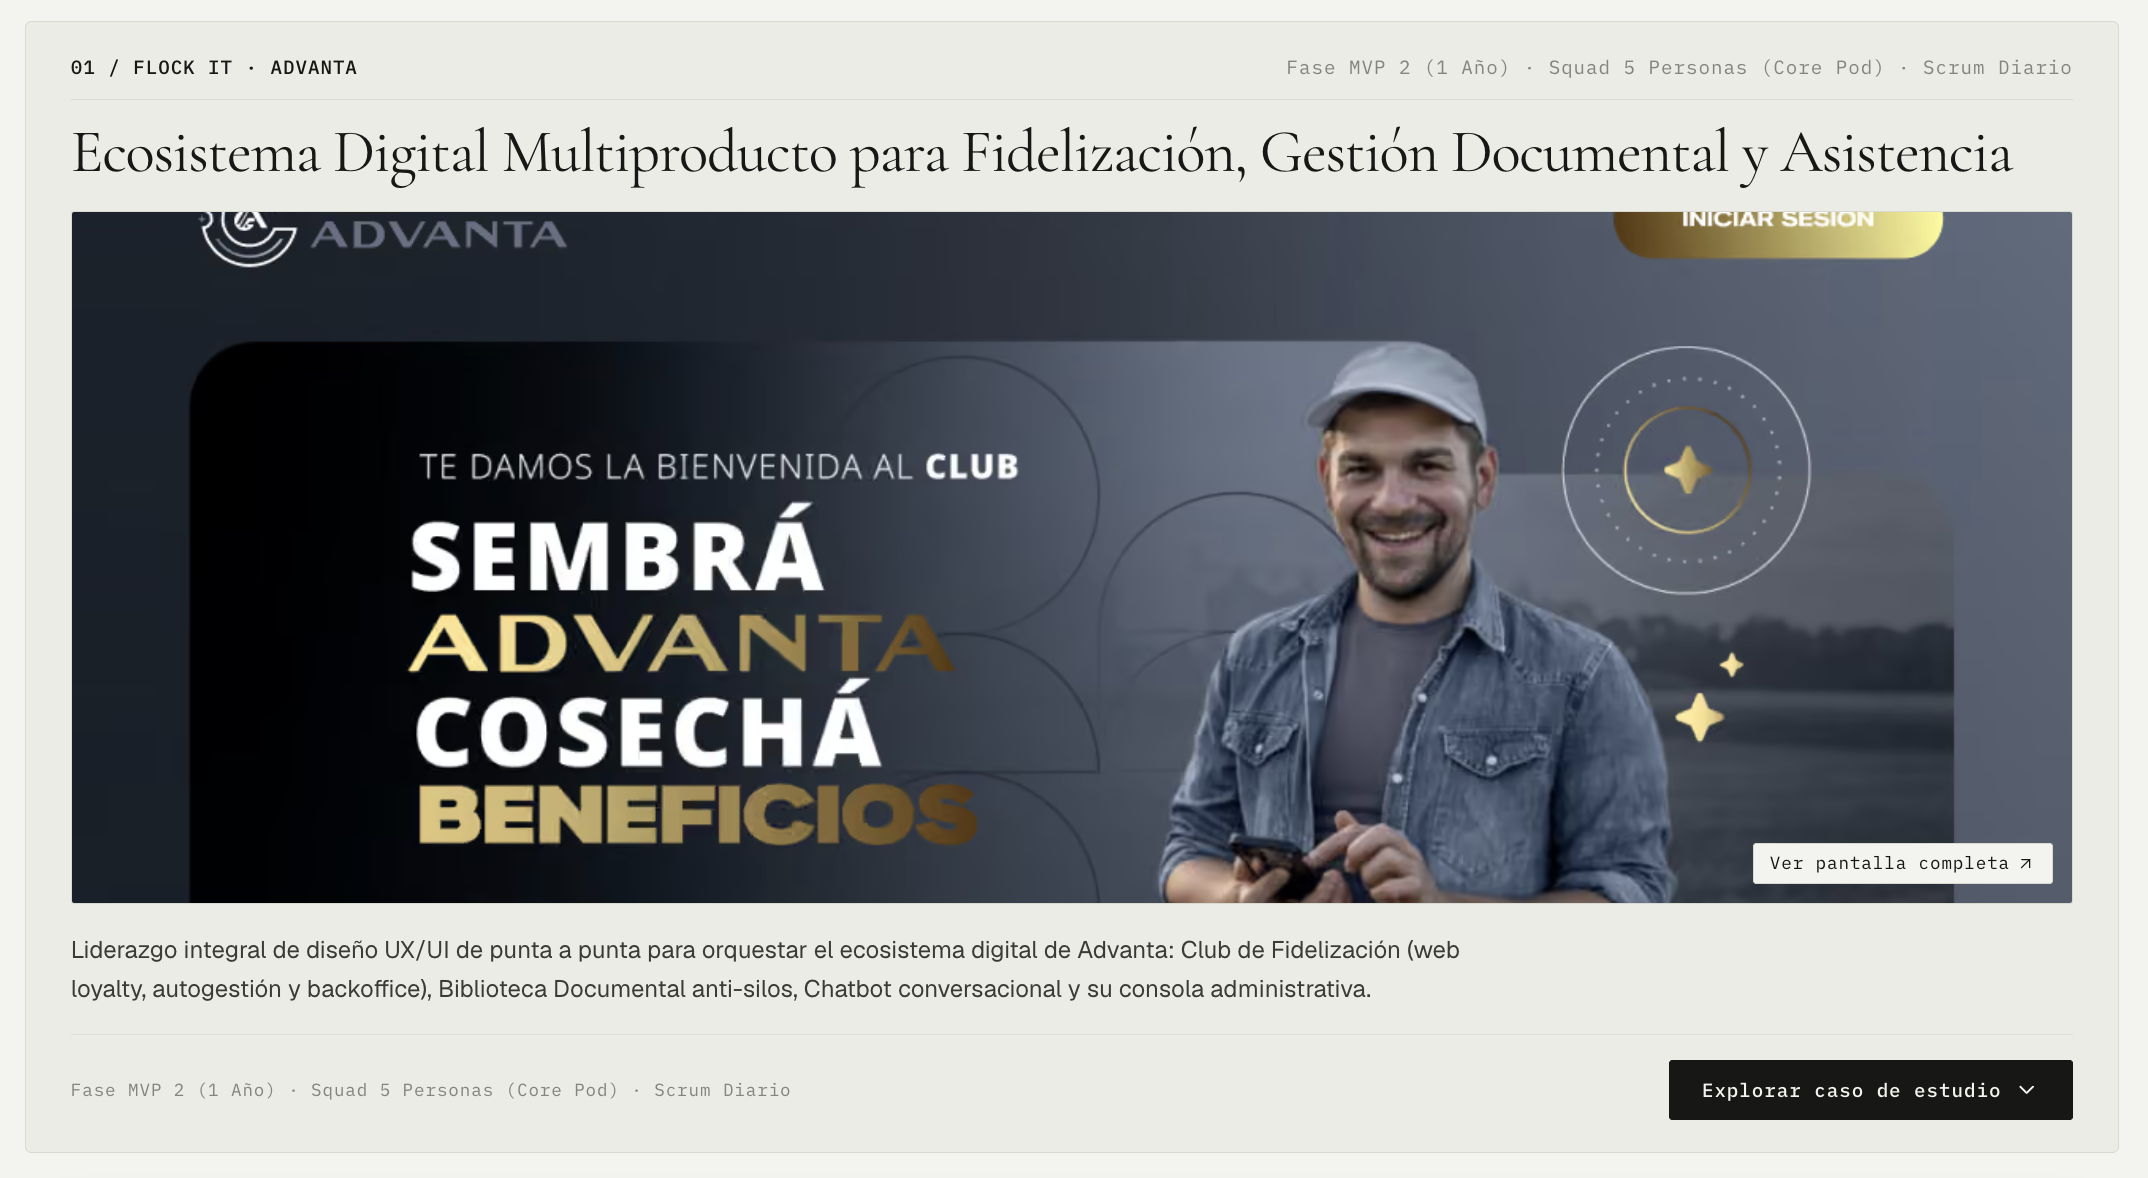 01 / FLOCK IT · ADVANTA
Fase MVP 2 (1 Año) · Squad 5 Personas (Core Pod) · Scrum Diario
Ecosistema Digital Multiproducto para Fidelización, Gestión Documental y Asistencia
ADVANTA
INICIAR SESIÓN
TE DAMOS LA BIENVENIDA AL CLUB
SEMBRÁ
ADVANTA
COSECHÁ
BENEFICIOS
Ver pantalla completa ↗
Liderazgo integral de diseño UX/UI de punta a punta para orquestar el ecosistema digital de Advanta: Club de Fidelización (web
loyalty, autogestión y backoffice), Biblioteca Documental anti-silos, Chatbot conversacional y su consola administrativa.
Fase MVP 2 (1 Año) · Squad 5 Personas (Core Pod) · Scrum Diario
Explorar caso de estudio